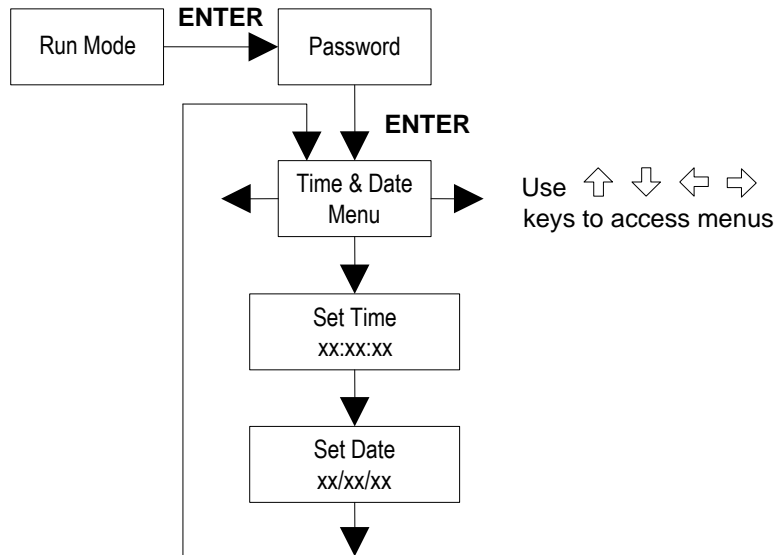 ENTER
Run Mode
Password
ENTER
Time & Date
Menu
Use ⇧ ⇩ ⇦ ⇨
keys to access menus
Set Time
xx:xx:xx
Set Date
xx/xx/xx